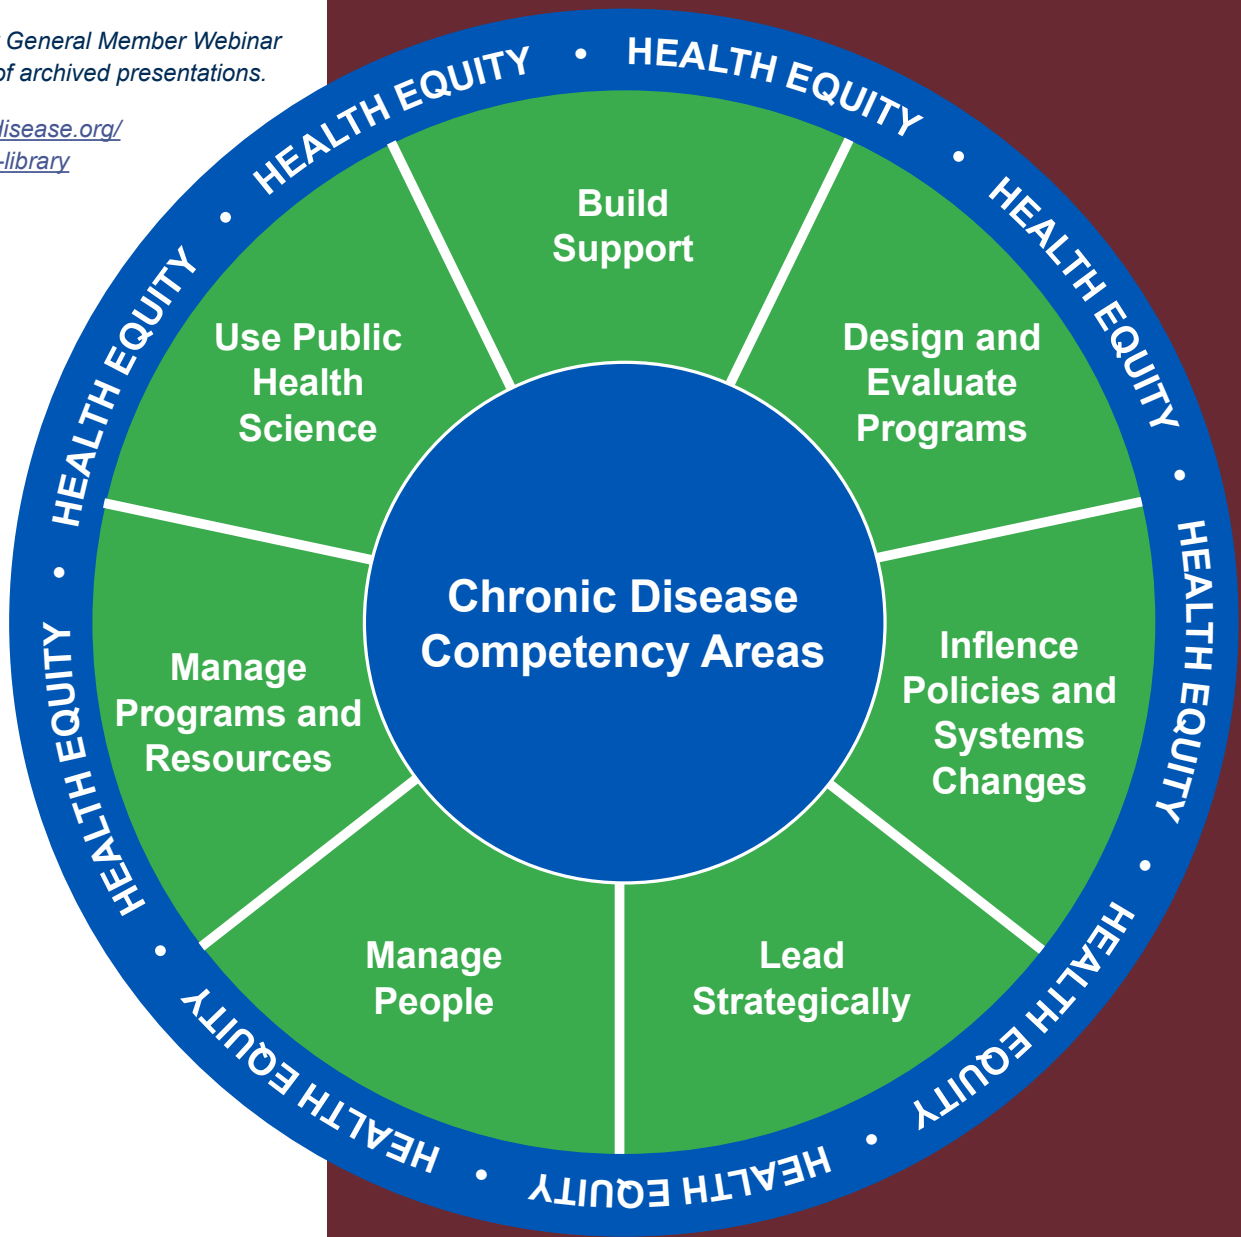 General Member Webinar
of archived presentations.
disease.org/
-library
HEALTH EQUITY • HEALTH EQUITY • HEALTH EQUITY • HEALTH EQUITY • HEALTH EQUITY • HEALTH EQUITY • HEALTH EQUITY • HEALTH EQUITY • HEALTH EQUITY •
Build
Support
Design and
Evaluate
Programs
Inflence
Policies and
Systems
Changes
Lead
Strategically
Manage
People
Manage
Programs and
Resources
Use Public
Health
Science
Chronic Disease
Competency Areas